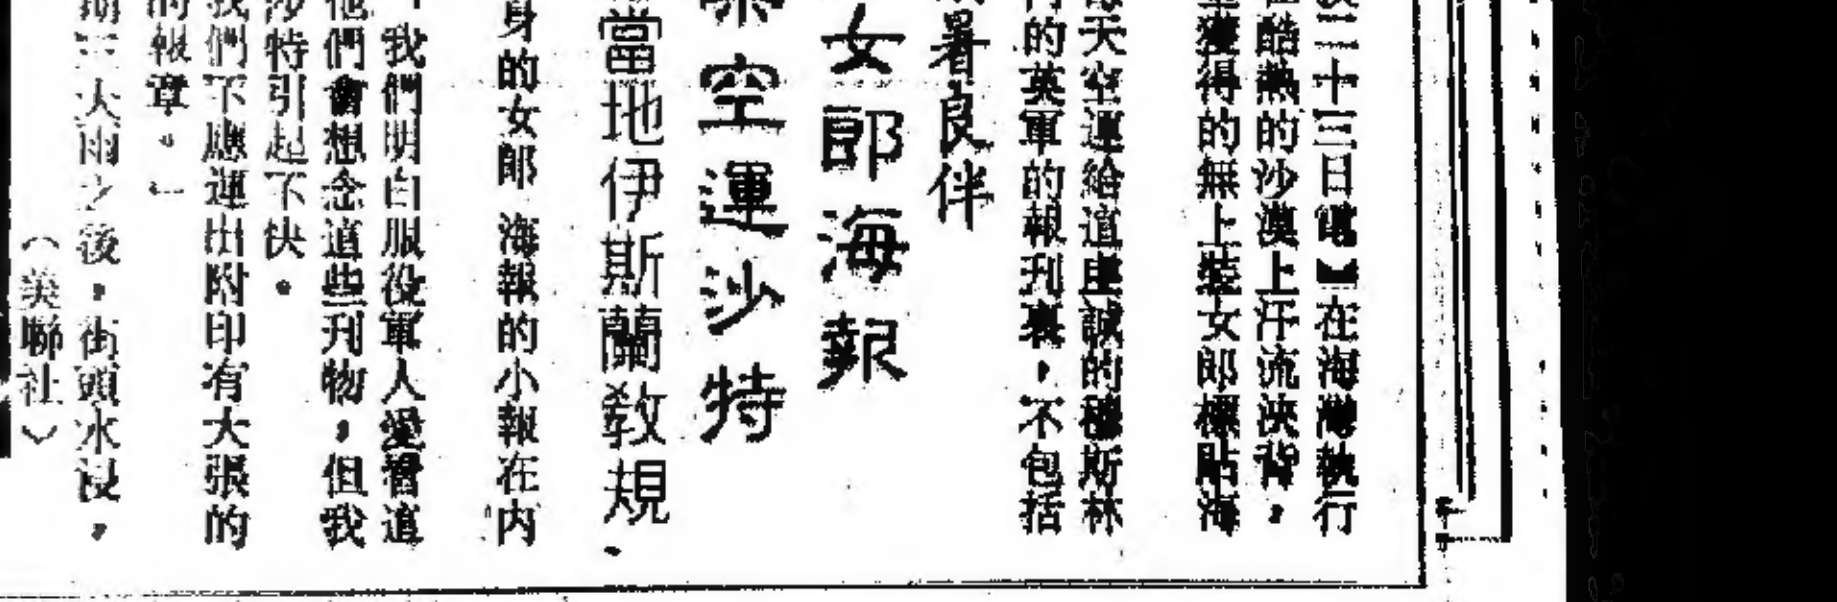 二十三日電】在海灣執行
酷熱的沙漠上汗流浹背，
獲得的無上裝女郎標貼海
天空運給這虔誠的穆斯林
的英軍的報刊裏，不包括
署良伴
女郎海報
空運沙特
當地伊斯蘭教規．
身的女郎海報的小報在內
我們明白服役軍人愛看這
他們會想念這些刊物，但我
沙特引起不快。
我們不應運出附印有大張的
的報章。」
大雨之後，街頭水浸，
（美聯社）